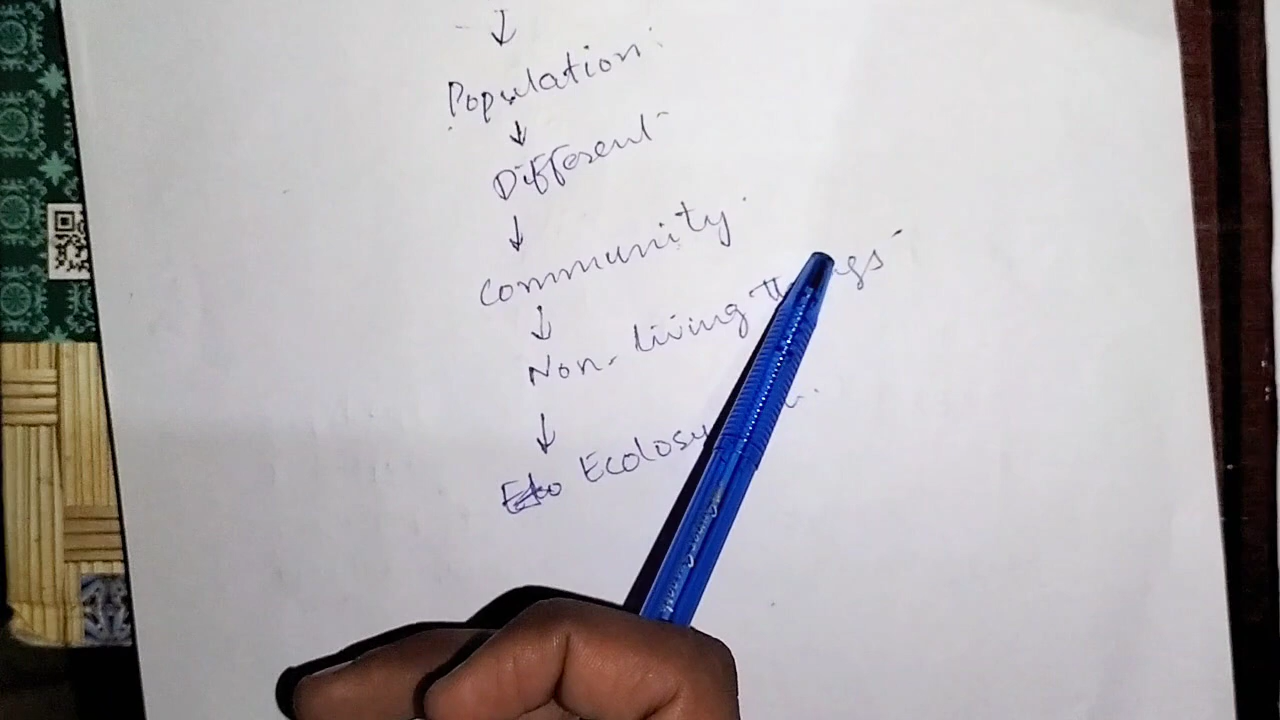 ↓
Population
↓
Different
↓
Community
↓
Non-living
↓